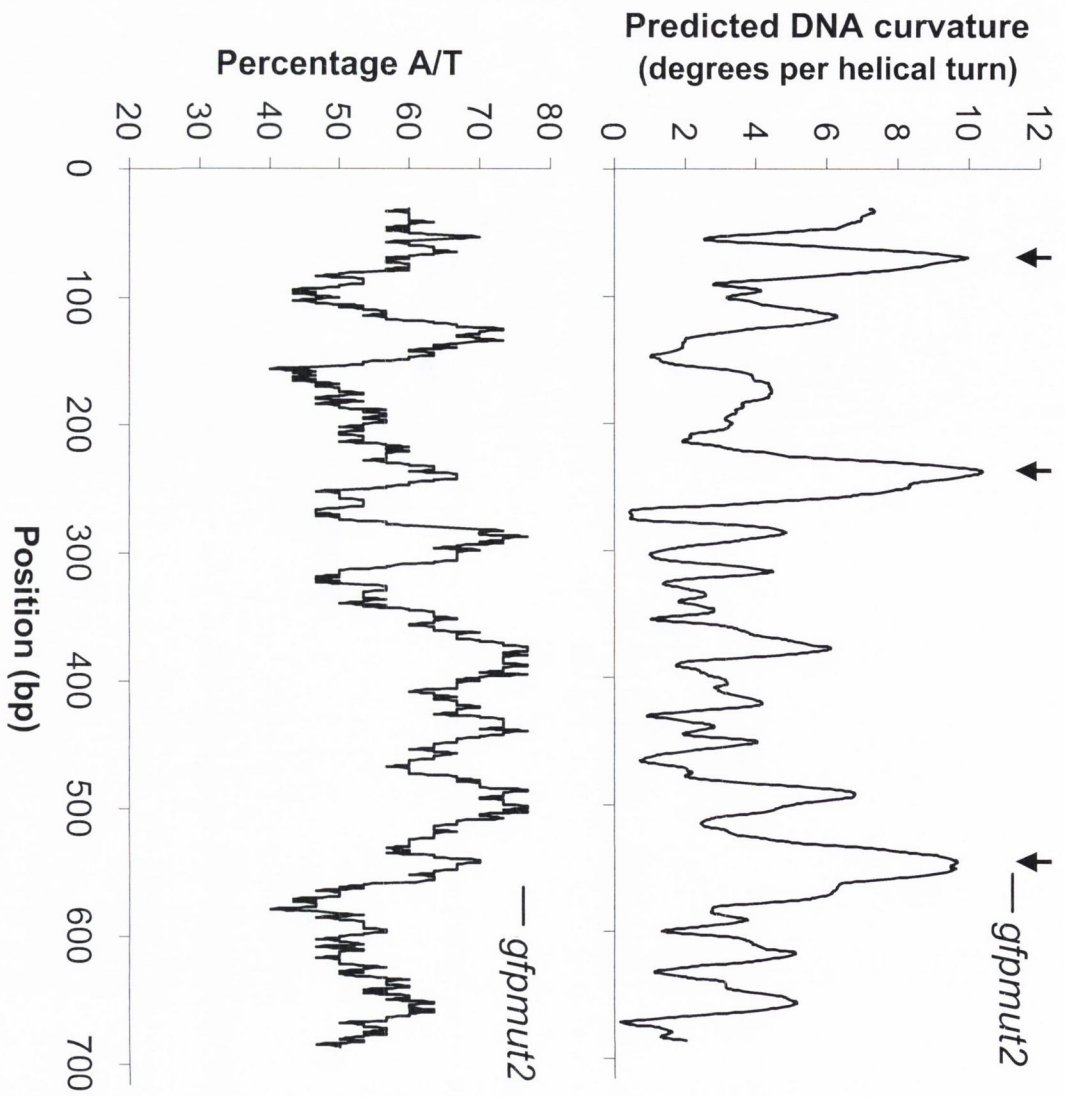 Predicted DNA curvature
(degrees per helical turn)
0 2 4 6 8 10 12
gfpmut2
Percentage A/T
20 30 40 50 60 70 80
gfpmut2
0 100 200 300 400 500 600 700
Position (bp)